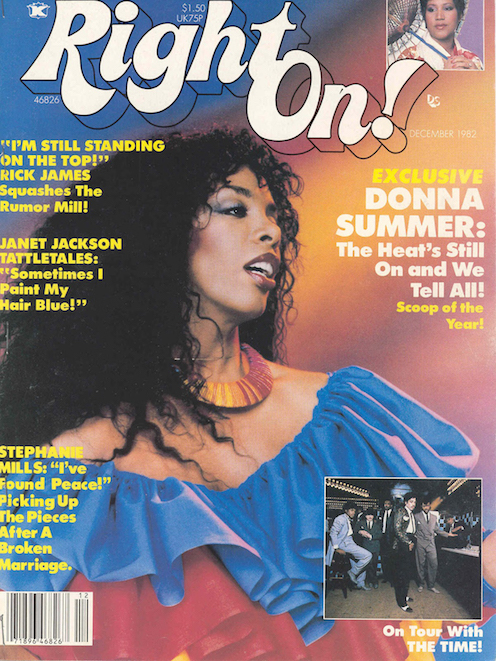 $1.50
UK75P
Right
On!
46826
DECEMBER 1982
"I'M STILL STANDING
ON THE TOP!"
RICK JAMES
Squashes The
Rumor Mill!
JANET JACKSON
TATTLETALES:
"Sometimes I
Paint My
Hair Blue!"
EXCLUSIVE
DONNA
SUMMER:
The Heat's Still
On and We
Tell All!
Scoop of the
Year!
STEPHANIE
MILLS: "I've
Found Peace!"
Picking Up
The Pieces
After A
Broken
Marriage.
12
71896 46826
On Tour With
THE TIME!